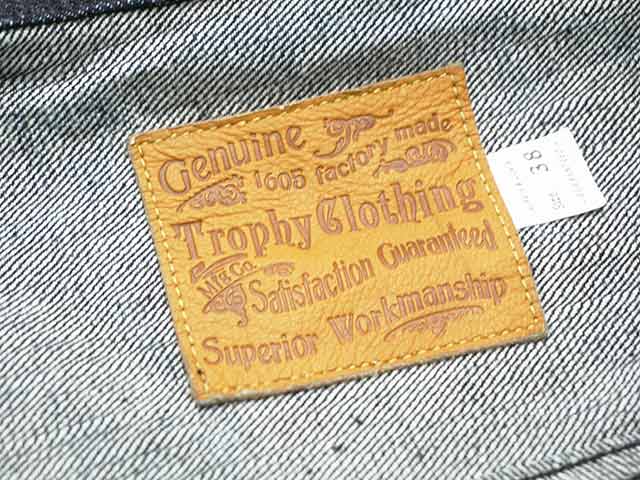 Genuine
1605 factory made
Trophy Clothing
Mfg.Co.
Satisfaction Guaranteed
Superior Workmanship
38